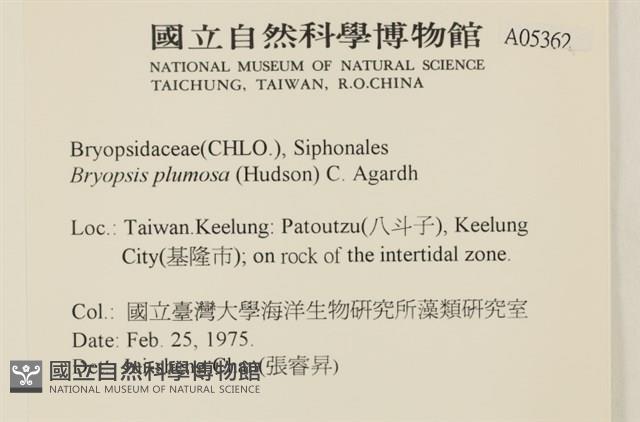 國立自然科學博物館 A05362
NATIONAL MUSEUM OF NATURAL SCIENCE
TAICHUNG, TAIWAN, R.O.CHINA
Bryopsidaceae(CHLO.), Siphonales
Bryopsis plumosa (Hudson) C. Agardh
Loc.: Taiwan.Keelung: Patoutzu(八斗子), Keelung
City(基隆市); on rock of the intertidal zone.
Col.: 國立臺灣大學海洋生物研究所藻類研究室
Date: Feb. 25, 1975.
Chan(張睿昇)
國立自然科學博物館
NATIONAL MUSEUM OF NATURAL SCIENCE